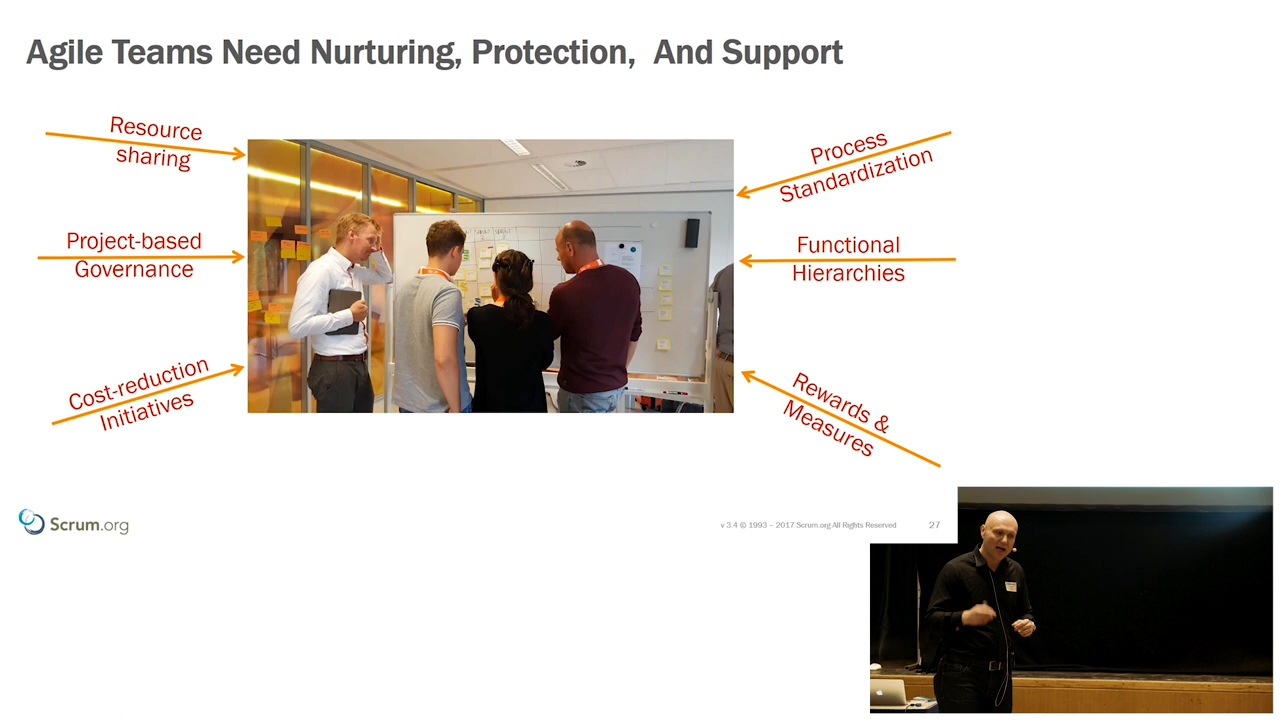 Agile Teams Need Nurturing, Protection, And Support
Resource
sharing
Process
Standardization
Project-based
Governance
Functional
Hierarchies
Cost-reduction
Initiatives
Rewards &
Measures
Scrum.org
v 3.4 © 1993 – 2017 Scrum.org All Rights Reserved
27